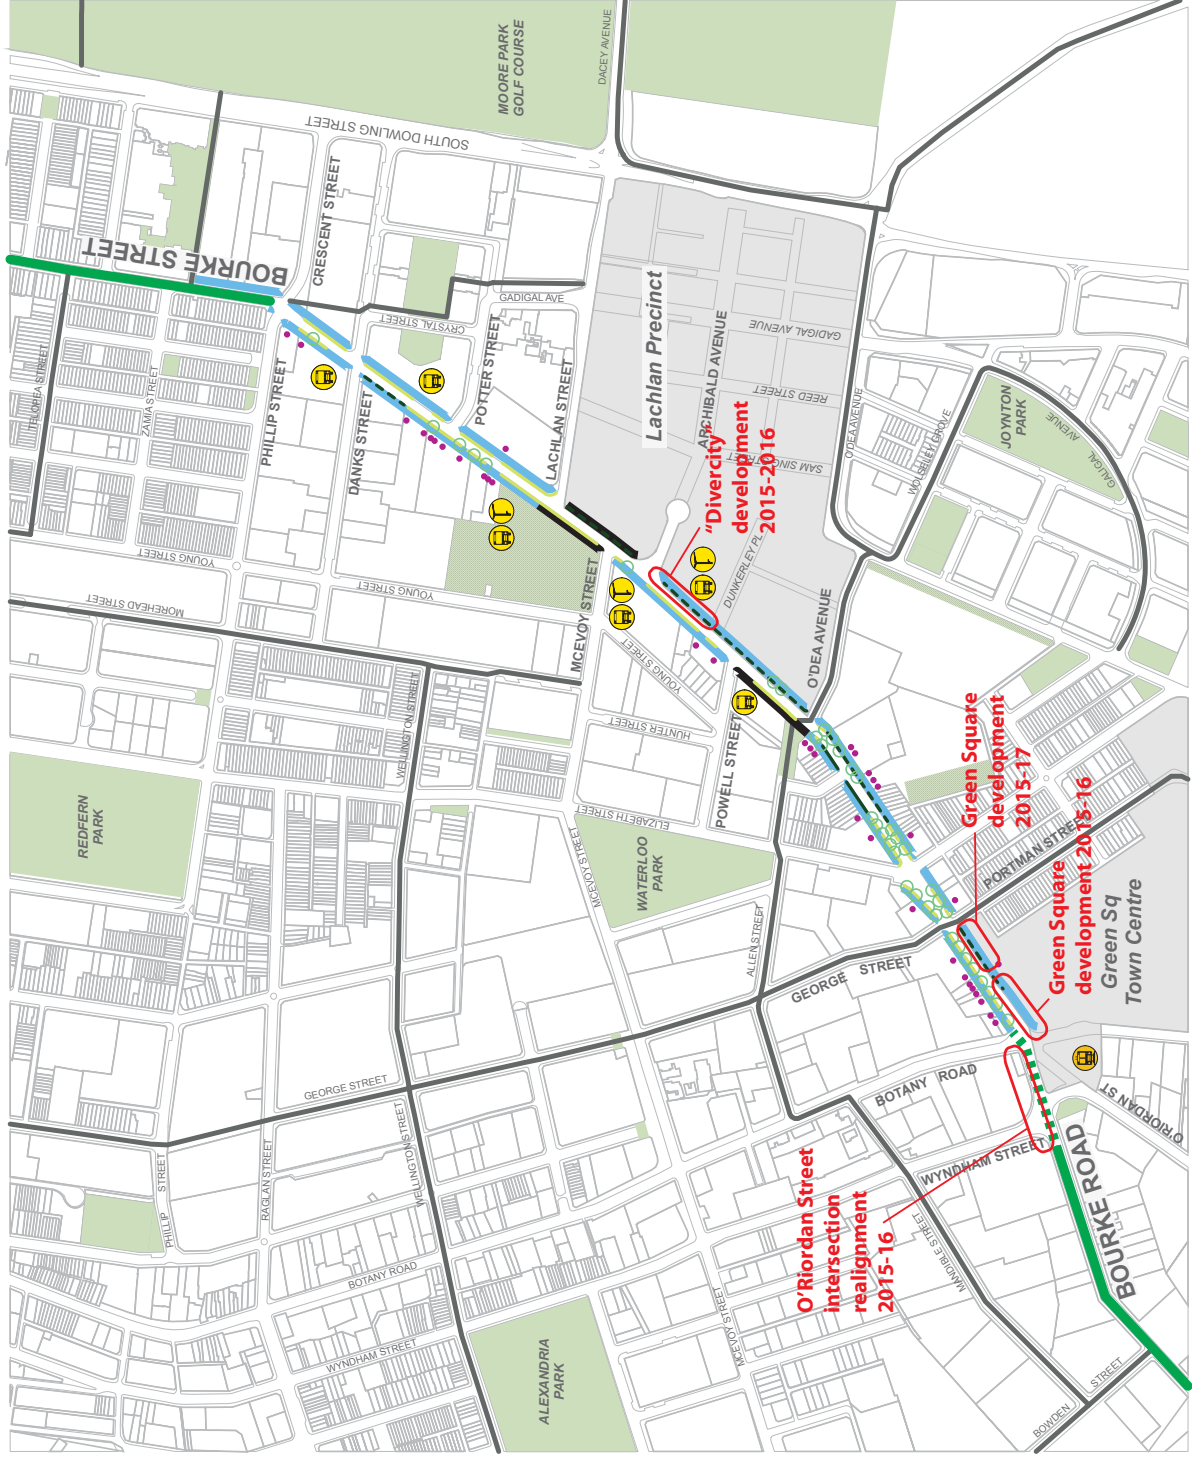 MOORE PARK
GOLF COURSE
DACEY AVENUE
SOUTH DOWLING STREET
CRESCENT STREET
BOURKE STREET
TELOPEA STREET
ZAMIA STREET
PHILLIP STREET
DANKS STREET
CRYSTAL STREET
GADIGAL AVE
POTTER STREET
LACHLAN STREET
Lachlan Precinct
ARCHIBALD AVENUE
GADIGAL AVENUE
REED STREET
SAM SING STREET
DUNKERLEY PL
"Divercity"
development
2015-2016
O'DEA AVENUE
WOLSELEY GROVE
JOYNTON
PARK
GADIGAL
AVENUE
YOUNG STREET
MOREHEAD STREET
YOUNG STREET
MCEVOY STREET
YOUNG STREET
HUNTER STREET
POWELL STREET
O'DEA AVENUE
WELLINGTON STREET
ELIZABETH STREET
MCEVOY STREET
REDFERN
PARK
WATERLOO
PARK
ALLEN STREET
GEORGE STREET
Green Square
development
2015-17
PORTMAN STREET
Green Square
development 2015-16
Green Sq
Town Centre
GEORGE STREET
BOTANY ROAD
O'RIORDAN ST
WYNDHAM STREET
BOURKE ROAD
O'Riordan Street
intersection
realignment
2015-16
MANDIBLE STREET
PHILLIP STREET
RAGLAN STREET
WELLINGTON STREET
BOTANY ROAD
WYNDHAM STREET
MCEVOY STREET
ALEXANDRIA
PARK
BOWDEN STREET